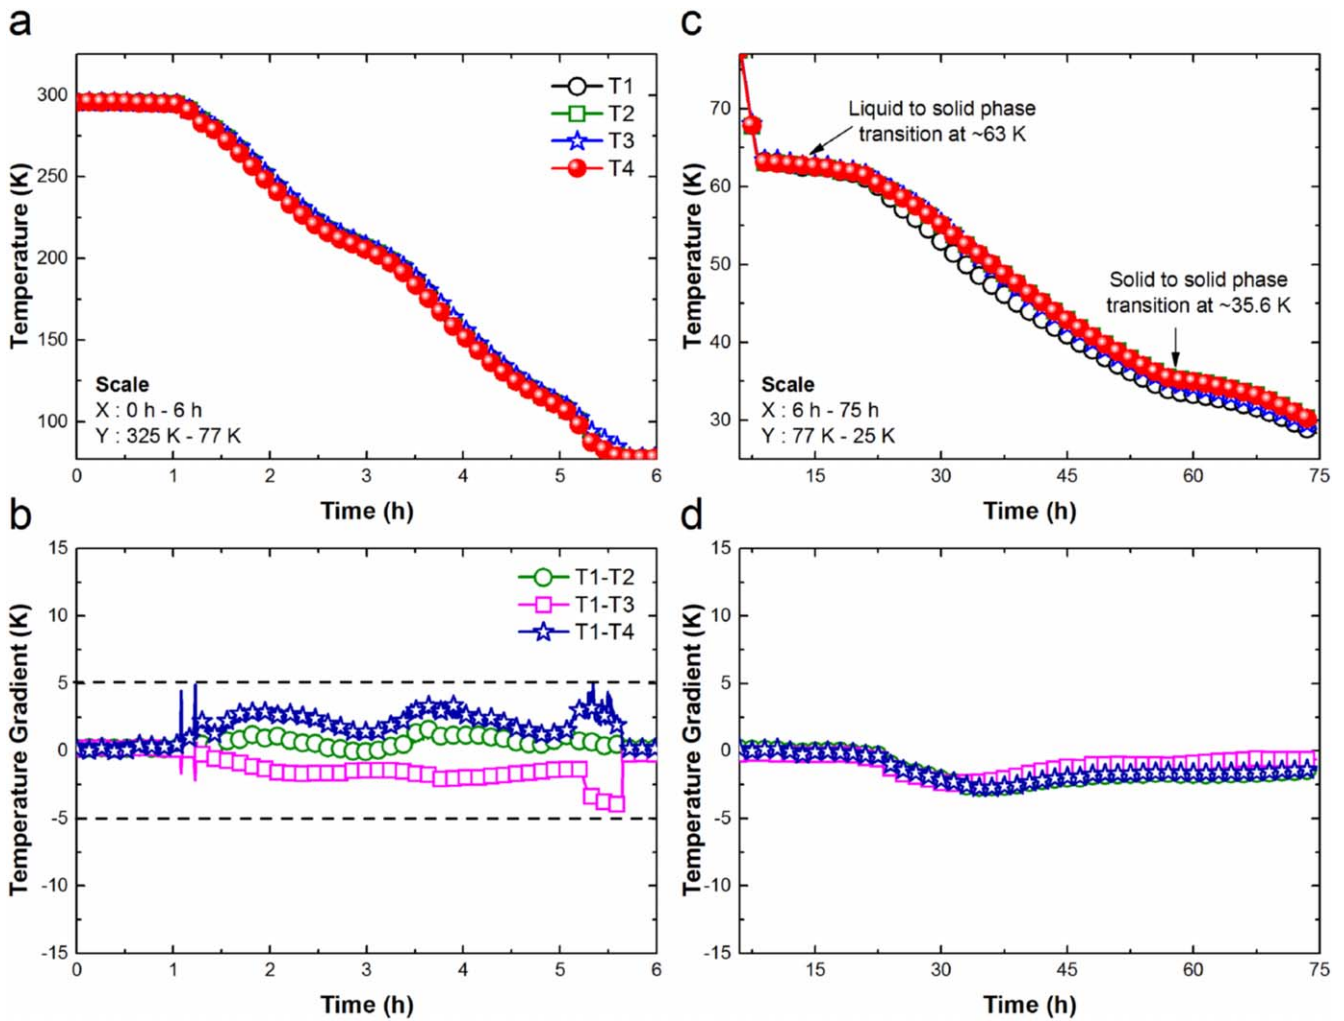 a
Temperature (K)
300
250
200
150
100
T1
T2
T3
T4
Scale
X : 0 h - 6 h
Y : 325 K - 77 K
0 1 2 3 4 5 6
Time (h)
c
Temperature (K)
70
60
50
40
30
Liquid to solid phase
transition at ~63 K
Solid to solid phase
transition at ~35.6 K
Scale
X : 6 h - 75 h
Y : 77 K - 25 K
15 30 45 60 75
Time (h)
b
Temperature Gradient (K)
15
10
5
0
-5
-10
-15
T1-T2
T1-T3
T1-T4
0 1 2 3 4 5 6
Time (h)
d
Temperature Gradient (K)
15
10
5
0
-5
-10
-15
15 30 45 60 75
Time (h)